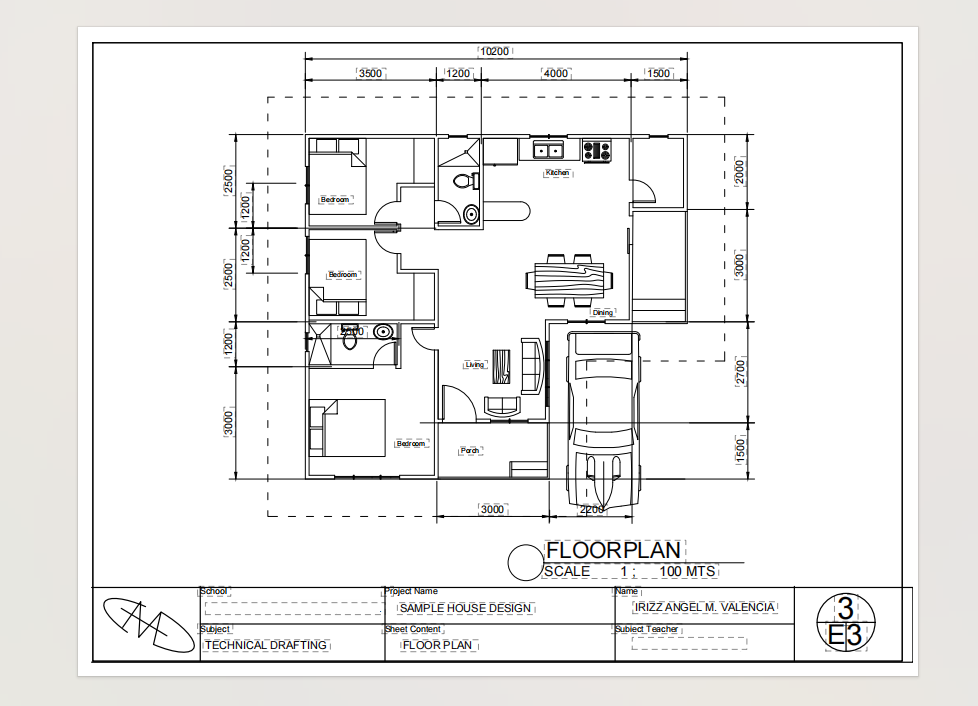 10200
3500 1200 4000 1500
2500
1200
1200
2500
1200
3000
2000
3000
2700
1500
Kitchen
Bedroom
Bedroom
Dining
2500
Living
Bedroom
Porch
3000 2200
FLOORPLAN
SCALE 1 : 100 MTS
School
Project Name
SAMPLE HOUSE DESIGN
Name
IRIZZ ANGEL M. VALENCIA
3
E3
Subject
TECHNICAL DRAFTING
Sheet Content
FLOOR PLAN
Subject Teacher